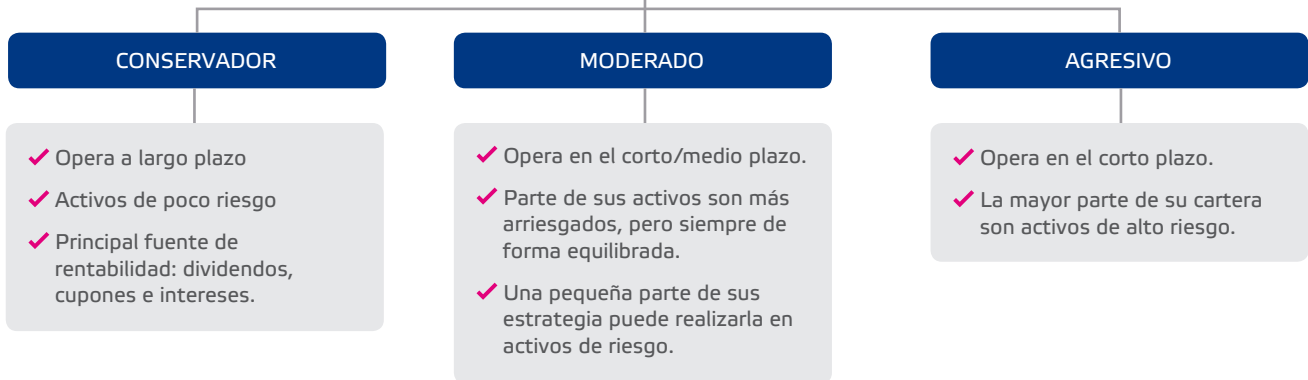 CONSERVADOR
Opera a largo plazo
Activos de poco riesgo
Principal fuente de
rentabilidad: dividendos,
cupones e intereses.
MODERADO
Opera en el corto/medio plazo.
Parte de sus activos son más
arriesgados, pero siempre de
forma equilibrada.
Una pequeña parte de sus
estrategia puede realizarla en
activos de riesgo.
AGRESIVO
Opera en el corto plazo.
La mayor parte de su cartera
son activos de alto riesgo.